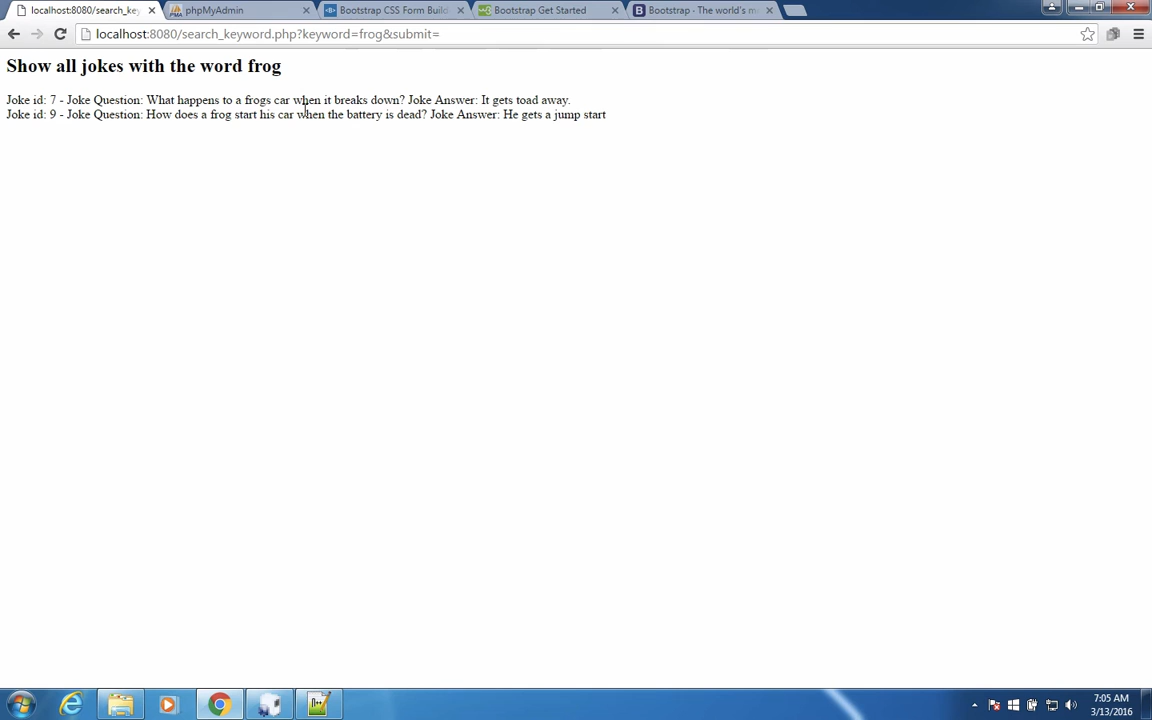 localhost:8080/search_ke
phpMyAdmin
Bootstrap CSS Form Build
Bootstrap Get Started
Bootstrap · The world's m
localhost:8080/search_keyword.php?keyword=frog&submit=
Show all jokes with the word frog
Joke id: 7 - Joke Question: What happens to a frogs car when it breaks down? Joke Answer: It gets toad away.
Joke id: 9 - Joke Question: How does a frog start his car when the battery is dead? Joke Answer: He gets a jump start
7:05 AM
3/13/2016